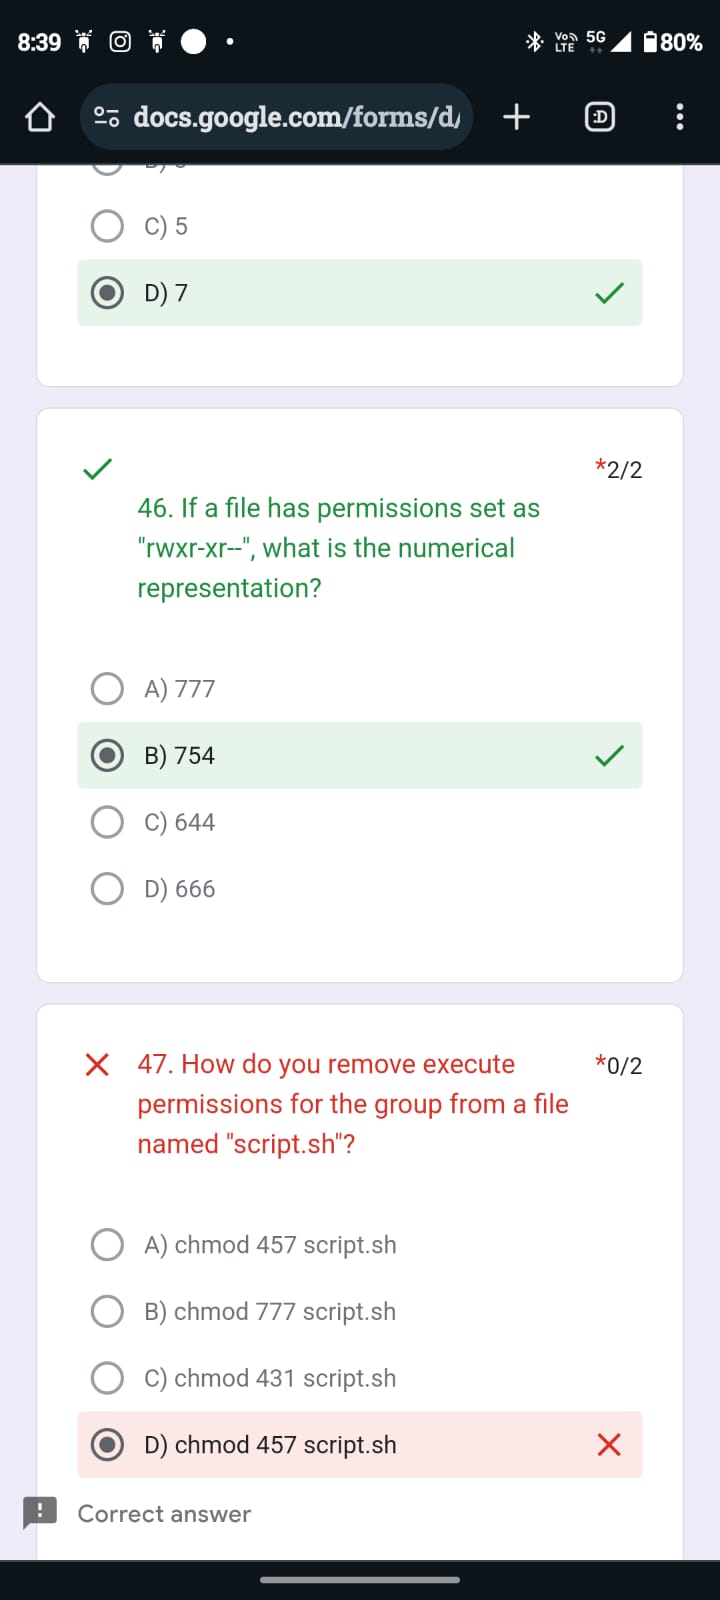 8:39
Vo))
LTE
5G
80%
docs.google.com/forms/d/
:D
C) 5
D) 7
*2/2
46. If a file has permissions set as
"rwxr-xr--", what is the numerical
representation?
A) 777
B) 754
C) 644
D) 666
47. How do you remove execute
*0/2
permissions for the group from a file
named "script.sh"?
A) chmod 457 script.sh
B) chmod 777 script.sh
C) chmod 431 script.sh
D) chmod 457 script.sh
Correct answer